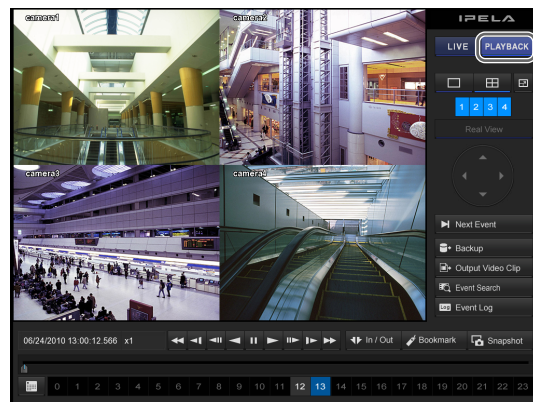 camera1
camera2
IPELA
LIVE
PLAYBACK
1 2 3 4
Real View
camera3
camera4
Next Event
Backup
Output Video Clip
Event Search
LOG Event Log
06/24/2010 13:00:12.566 x1
In / Out
Bookmark
Snapshot
0 1 2 3 4 5 6 7 8 9 10 11 12 13 14 15 16 17 18 19 20 21 22 23